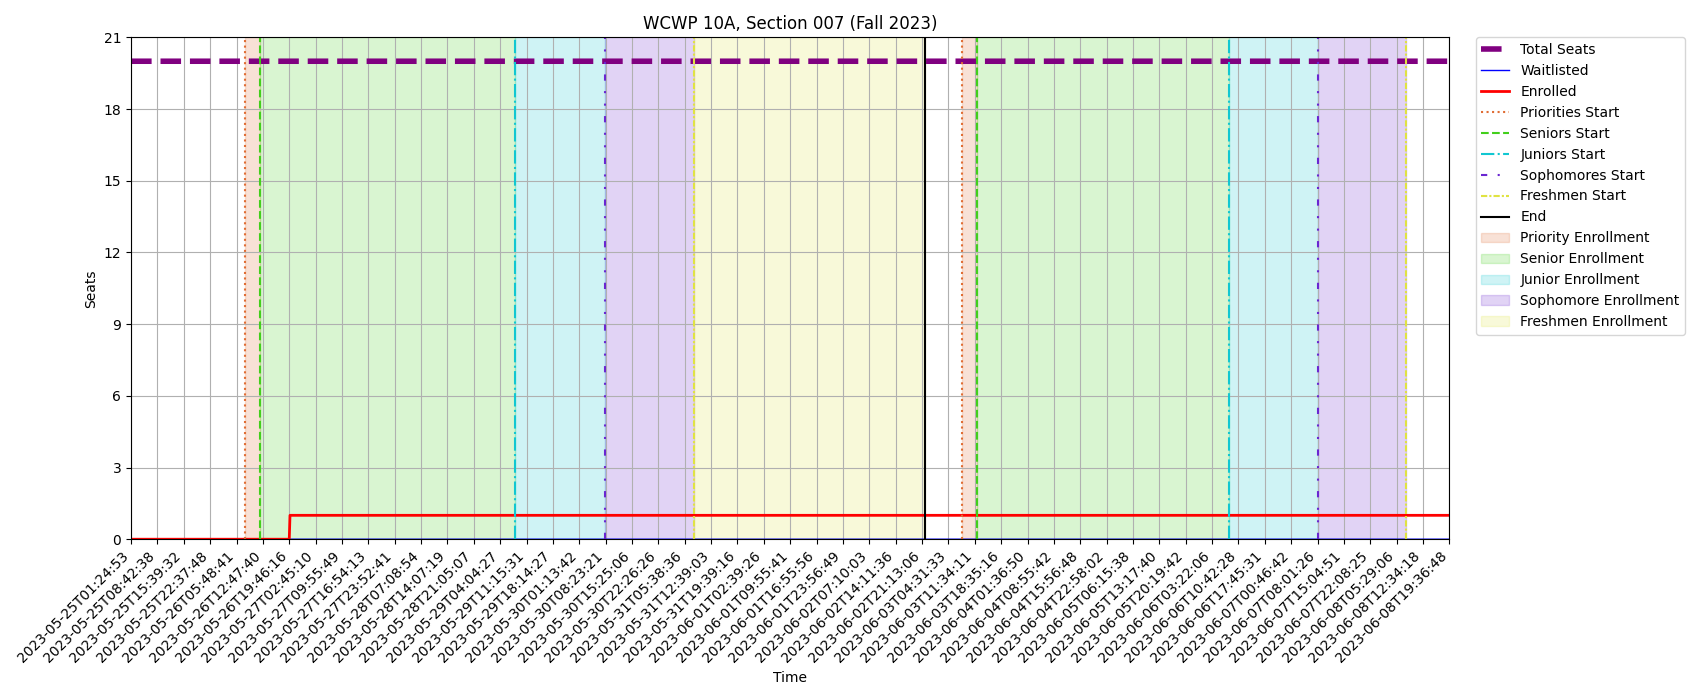 WCWP 10A, Section 007 (Fall 2023)
21
18
15
12
9
6
3
0
Seats
2023-05-25T01:24:53
2023-05-25T08:42:38
2023-05-25T15:39:32
2023-05-25T22:37:48
2023-05-26T05:48:41
2023-05-26T12:47:40
2023-05-26T19:46:16
2023-05-27T02:45:10
2023-05-27T09:55:49
2023-05-27T16:54:13
2023-05-27T23:52:41
2023-05-28T07:08:54
2023-05-28T14:07:19
2023-05-28T21:05:07
2023-05-29T04:04:27
2023-05-29T11:15:31
2023-05-29T18:14:27
2023-05-30T01:13:42
2023-05-30T08:23:21
2023-05-30T15:25:06
2023-05-30T22:26:26
2023-05-31T05:38:36
2023-05-31T12:39:03
2023-05-31T19:39:16
2023-06-01T02:39:26
2023-06-01T09:55:41
2023-06-01T16:55:56
2023-06-01T23:56:49
2023-06-02T07:10:03
2023-06-02T14:11:36
2023-06-02T21:13:06
2023-06-03T04:31:33
2023-06-03T11:34:11
2023-06-03T18:35:16
2023-06-04T01:36:50
2023-06-04T08:55:42
2023-06-04T15:56:48
2023-06-04T22:58:02
2023-06-05T06:15:38
2023-06-05T13:17:40
2023-06-05T20:19:42
2023-06-06T03:22:06
2023-06-06T10:42:28
2023-06-06T17:45:31
2023-06-07T00:46:42
2023-06-07T08:01:26
2023-06-07T15:04:51
2023-06-07T22:08:25
2023-06-08T05:29:06
2023-06-08T12:34:18
2023-06-08T19:36:48
Time
Total Seats
Waitlisted
Enrolled
Priorities Start
Seniors Start
Juniors Start
Sophomores Start
Freshmen Start
End
Priority Enrollment
Senior Enrollment
Junior Enrollment
Sophomore Enrollment
Freshmen Enrollment